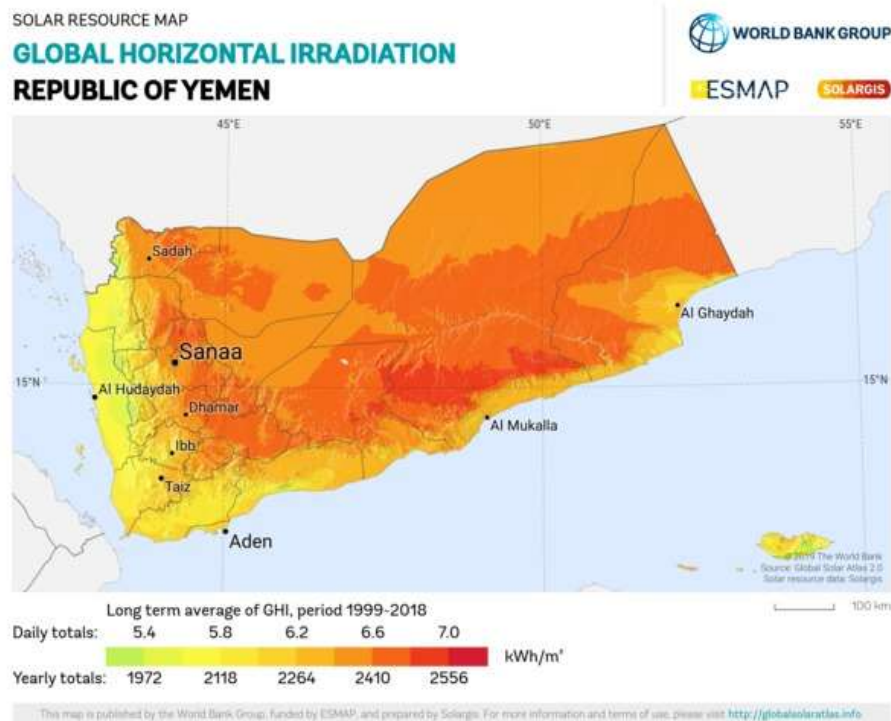 SOLAR RESOURCE MAP
GLOBAL HORIZONTAL IRRADIATION
REPUBLIC OF YEMEN
WORLD BANK GROUP
ESMAP
SOLARGIS
45°E 50°E 55°E
Sadah
Al Ghaydah
Sanaa
15°N 15°N
Al Hudaydah
Dhamar
Al Mukalla
Ibb
Taiz
Aden
© 2019 The World Bank
Source: Global Solar Atlas 2.0
Solar resource data: Solargis
100 km
Long term average of GHI, period 1999-2018
Daily totals: 5.4 5.8 6.2 6.6 7.0
kWh/m²
Yearly totals: 1972 2118 2264 2410 2556
This map is published by the World Bank Group, funded by ESMAP, and prepared by Solargis. For more information and terms of use, please visit http://globalsolaratlas.info